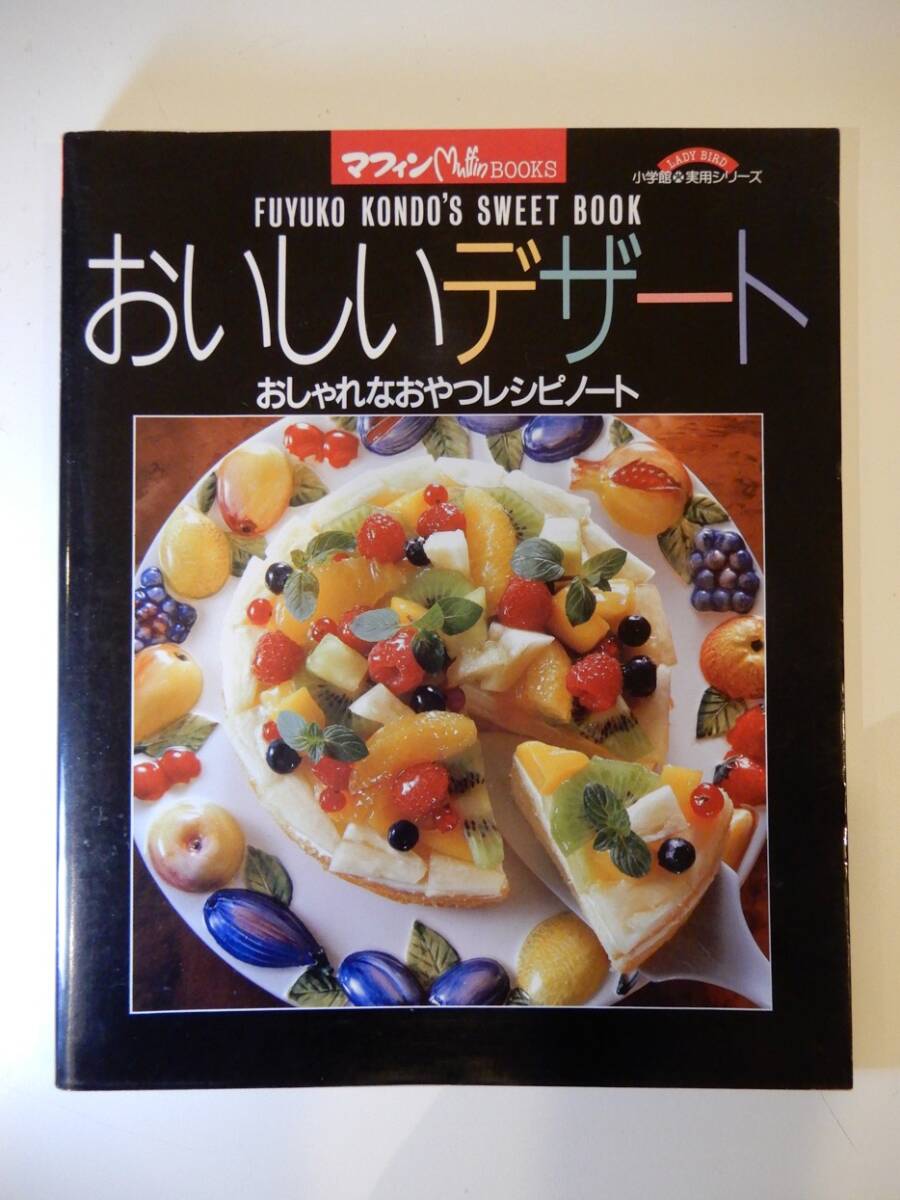 マフィン Muffin BOOKS
LADY BIRD
小学館 実用シリーズ
FUYUKO KONDO'S SWEET BOOK
おいしいデザート
おしゃれなおやつレシピノート